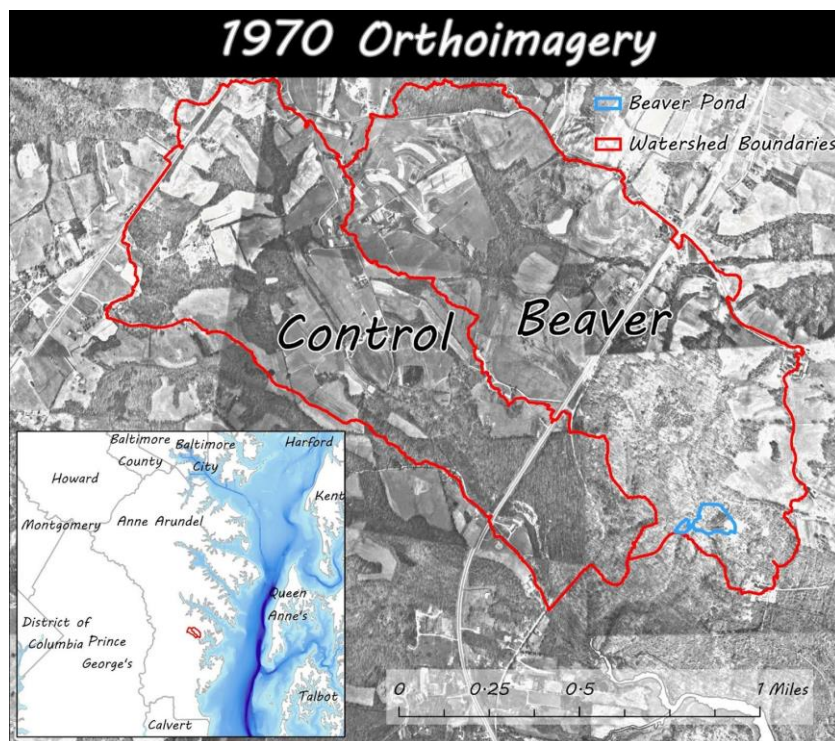 1970 Orthoimagery
Beaver Pond
Watershed Boundaries
Control
Beaver
Baltimore
County
Baltimore
City
Harford
Howard
Kent
Montgomery
Anne Arundel
Queen
Anne's
District of
Columbia
Prince
George's
Talbot
Calvert
0
0.25
0.5
1 Miles